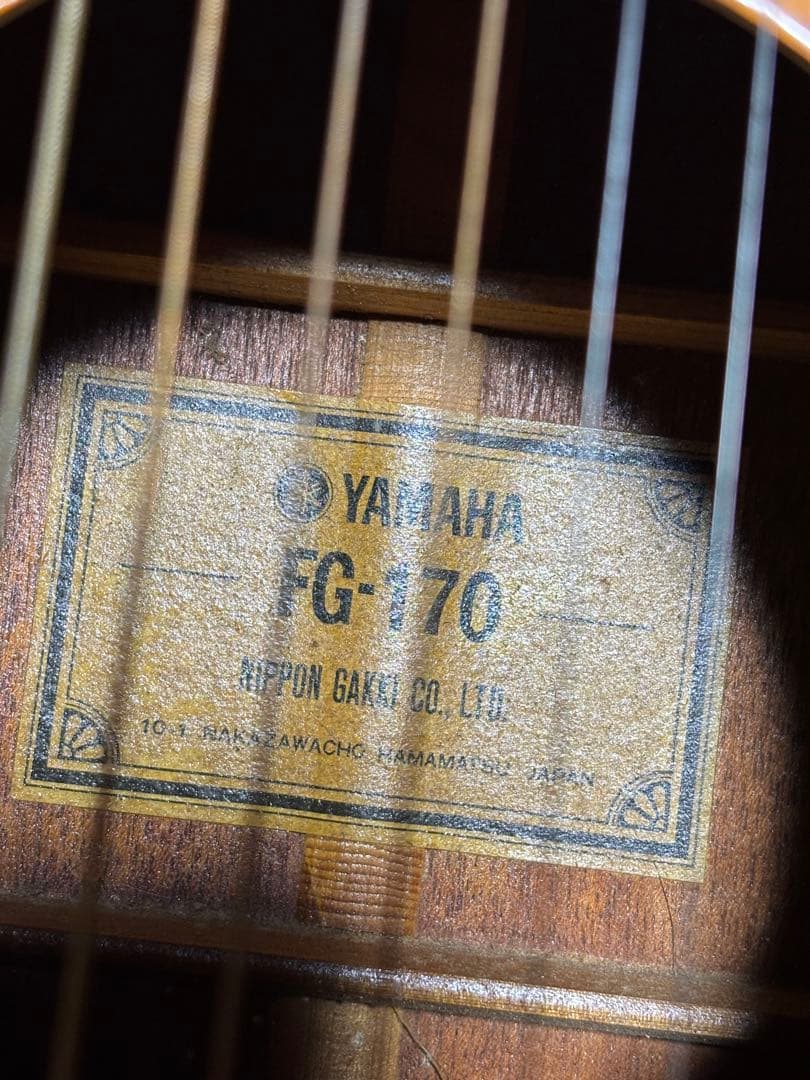 YAMAHA
FG-170
NIPPON GAKKI CO., LTD.
10-1 NAKAZAWACHO HAMAMATSU JAPAN